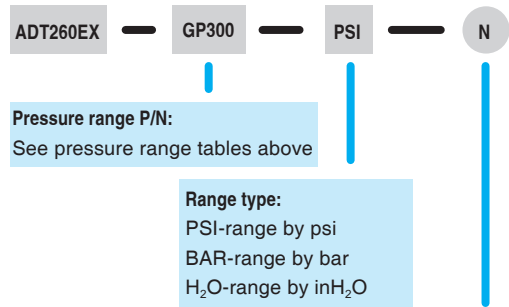 ADT260EX GP300 PSI N
Pressure range P/N:
See pressure range tables above
Range type:
PSI-range by psi
BAR-range by bar
H₂O-range by inH₂O